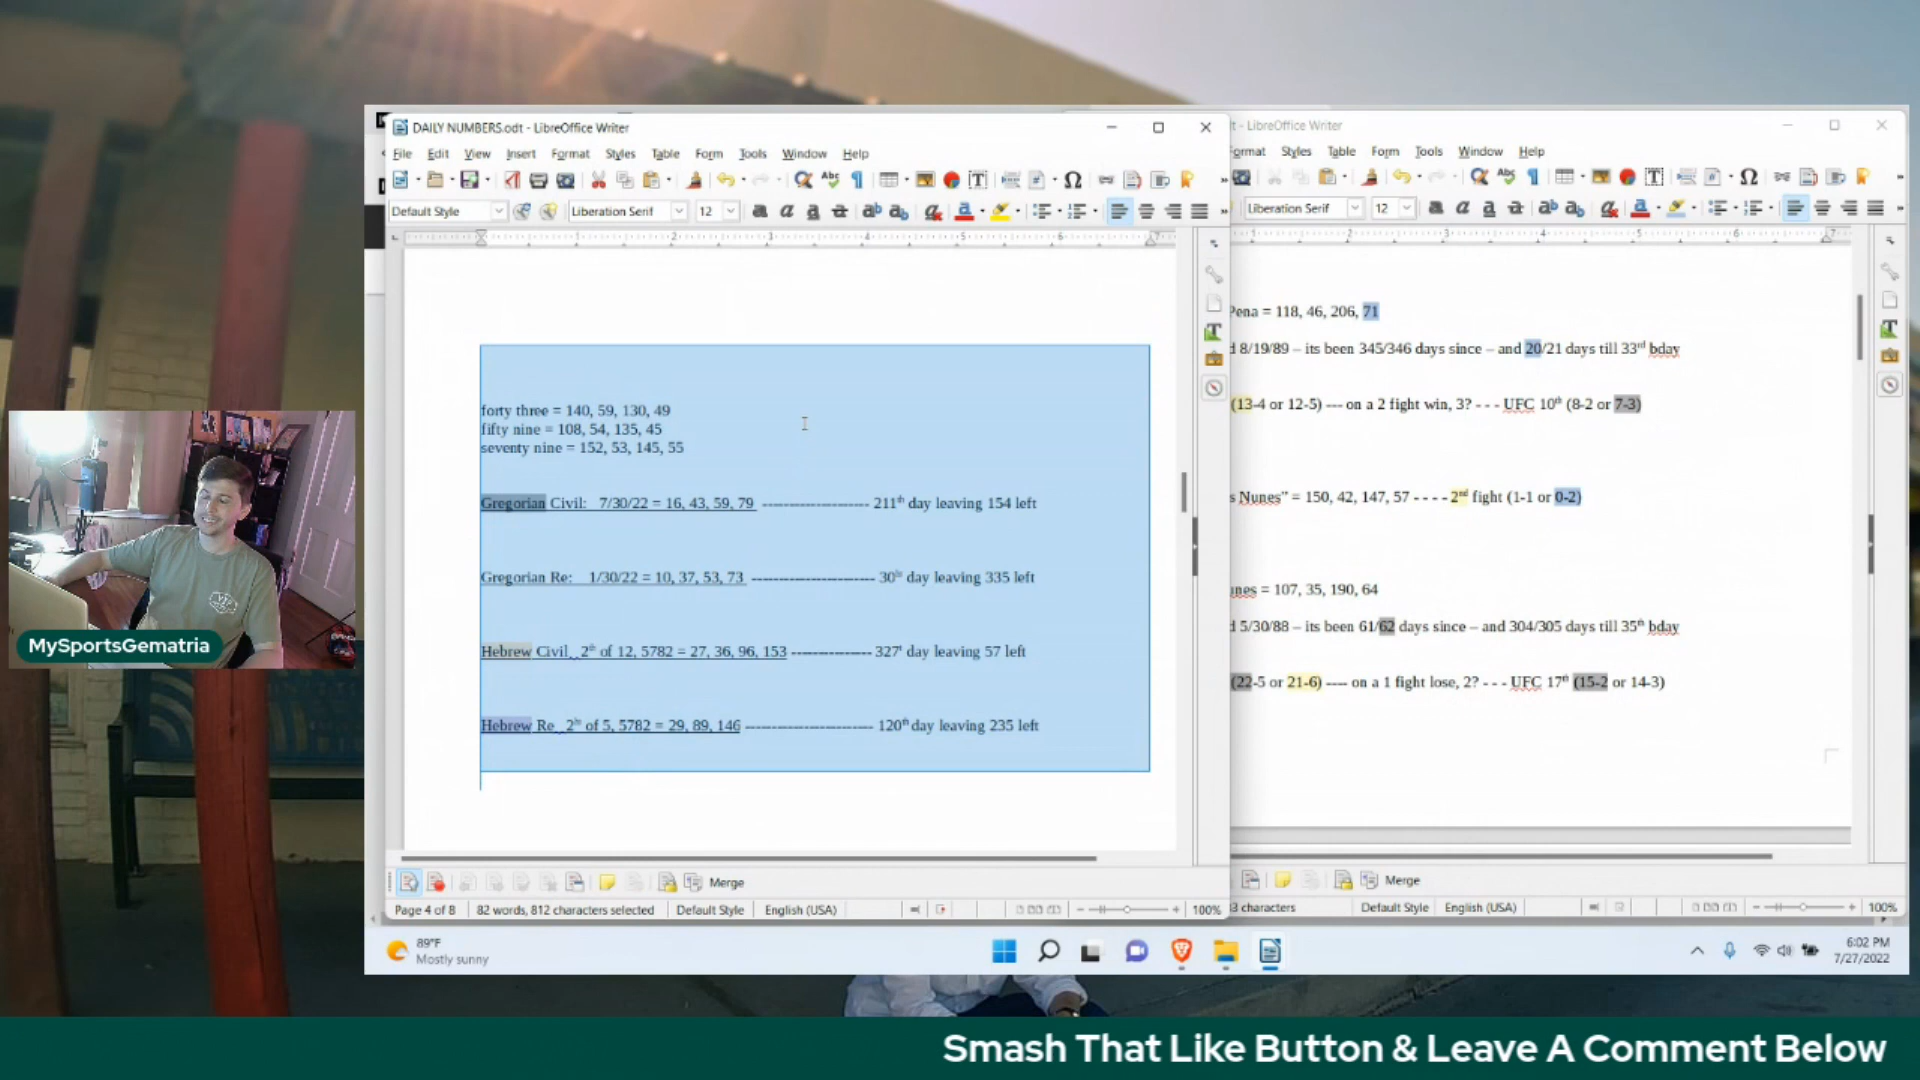 DAILY NUMBERS.odt - LibreOffice Writer
File Edit View Insert Format Styles Table Form Tools Window Help
Default Style
Liberation Serif
12
forty three = 140, 59, 130, 49
fifty nine = 108, 54, 135, 45
seventy nine = 152, 53, 145, 55
Gregorian Civil: 7/30/22 = 16, 43, 59, 79 ---------------------- 211th day leaving 154 left
Gregorian Re: 1/30/22 = 10, 37, 53, 73 ------------------------- 30th day leaving 335 left
Hebrew Civil 2th of 12, 5782 = 27, 36, 96, 153 ---------------- 327t day leaving 57 left
Hebrew Re 2th of 5, 5782 = 29, 89, 146 -------------------------- 120th day leaving 235 left
Merge
Page 4 of 8 82 words, 812 characters selected Default Style English (USA) 100%
t - LibreOffice Writer
ormat Styles Table Form Tools Window Help
Liberation Serif
12
Pena = 118, 46, 206, 71
d 8/19/89 – its been 345/346 days since – and 20/21 days till 33rd bday
(13-4 or 12-5) --- on a 2 fight win, 3? - - - UFC 10th (8-2 or 7-3)
s Nunes” = 150, 42, 147, 57 - - - - 2nd fight (1-1 or 0-2)
unes = 107, 35, 190, 64
d 5/30/88 – its been 61/62 days since – and 304/305 days till 35th bday
(22-5 or 21-6) ---- on a 1 fight lose, 2? - - - UFC 17th (15-2 or 14-3)
Merge
3 characters Default Style English (USA) 100%
89°F
Mostly sunny
6:02 PM
7/27/2022
MySportsGematria
Smash That Like Button & Leave A Comment Below